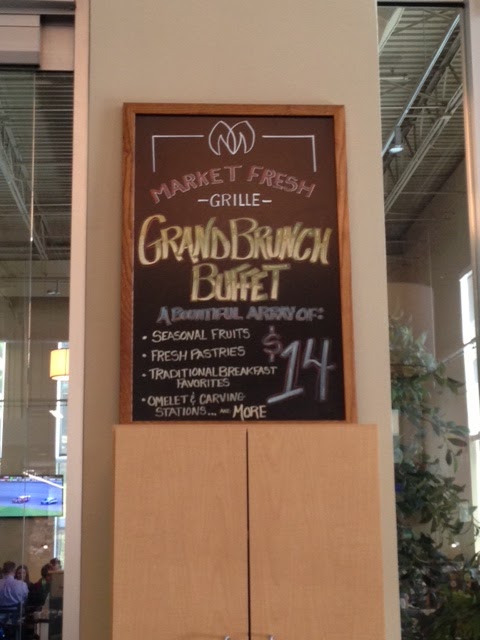 MARKET FRESH
-GRILLE-
GRAND BRUNCH
BUFFET
A BOUNTIFUL ARRAY OF:
• SEASONAL FRUITS
• FRESH PASTRIES
• TRADITIONAL BREAKFAST
FAVORITES
• OMELET & CARVING
STATIONS... AND MORE
$14